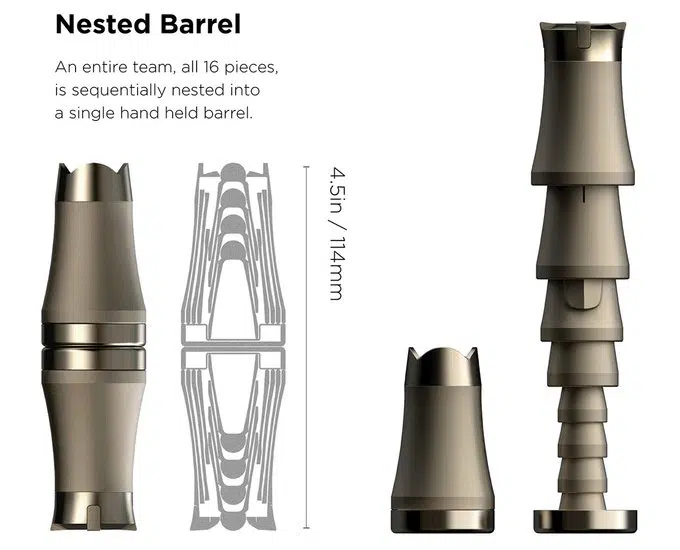 Nested Barrel
An entire team, all 16 pieces,
is sequentially nested into
a single hand held barrel.
4.5in / 114mm